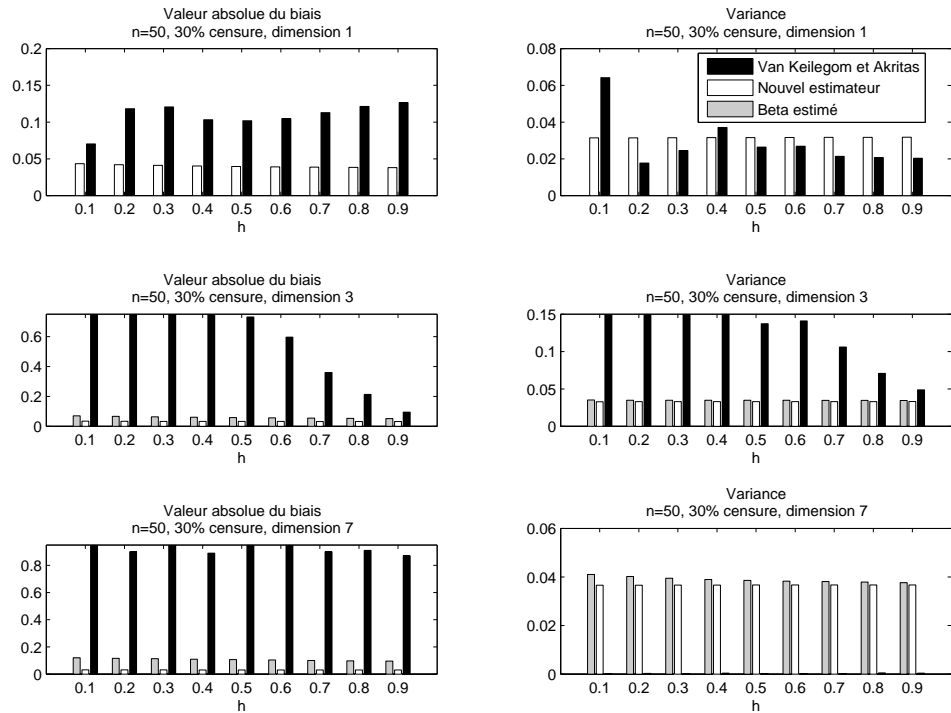 Valeur absolue du biais
n=50, 30% censure, dimension 1
0.2
0.15
0.1
0.05
0
0.1 0.2 0.3 0.4 0.5 0.6 0.7 0.8 0.9
h
Variance
n=50, 30% censure, dimension 1
0.08
0.06
0.04
0.02
0
Van Keilegom et Akritas
Nouvel estimateur
Beta estimé
0.1 0.2 0.3 0.4 0.5 0.6 0.7 0.8 0.9
h
Valeur absolue du biais
n=50, 30% censure, dimension 3
0.6
0.4
0.2
0
0.1 0.2 0.3 0.4 0.5 0.6 0.7 0.8 0.9
h
Variance
n=50, 30% censure, dimension 3
0.15
0.1
0.05
0
0.1 0.2 0.3 0.4 0.5 0.6 0.7 0.8 0.9
h
Valeur absolue du biais
n=50, 30% censure, dimension 7
0.8
0.6
0.4
0.2
0
0.1 0.2 0.3 0.4 0.5 0.6 0.7 0.8 0.9
Variance
n=50, 30% censure, dimension 7
0.06
0.04
0.02
0
0.1 0.2 0.3 0.4 0.5 0.6 0.7 0.8 0.9